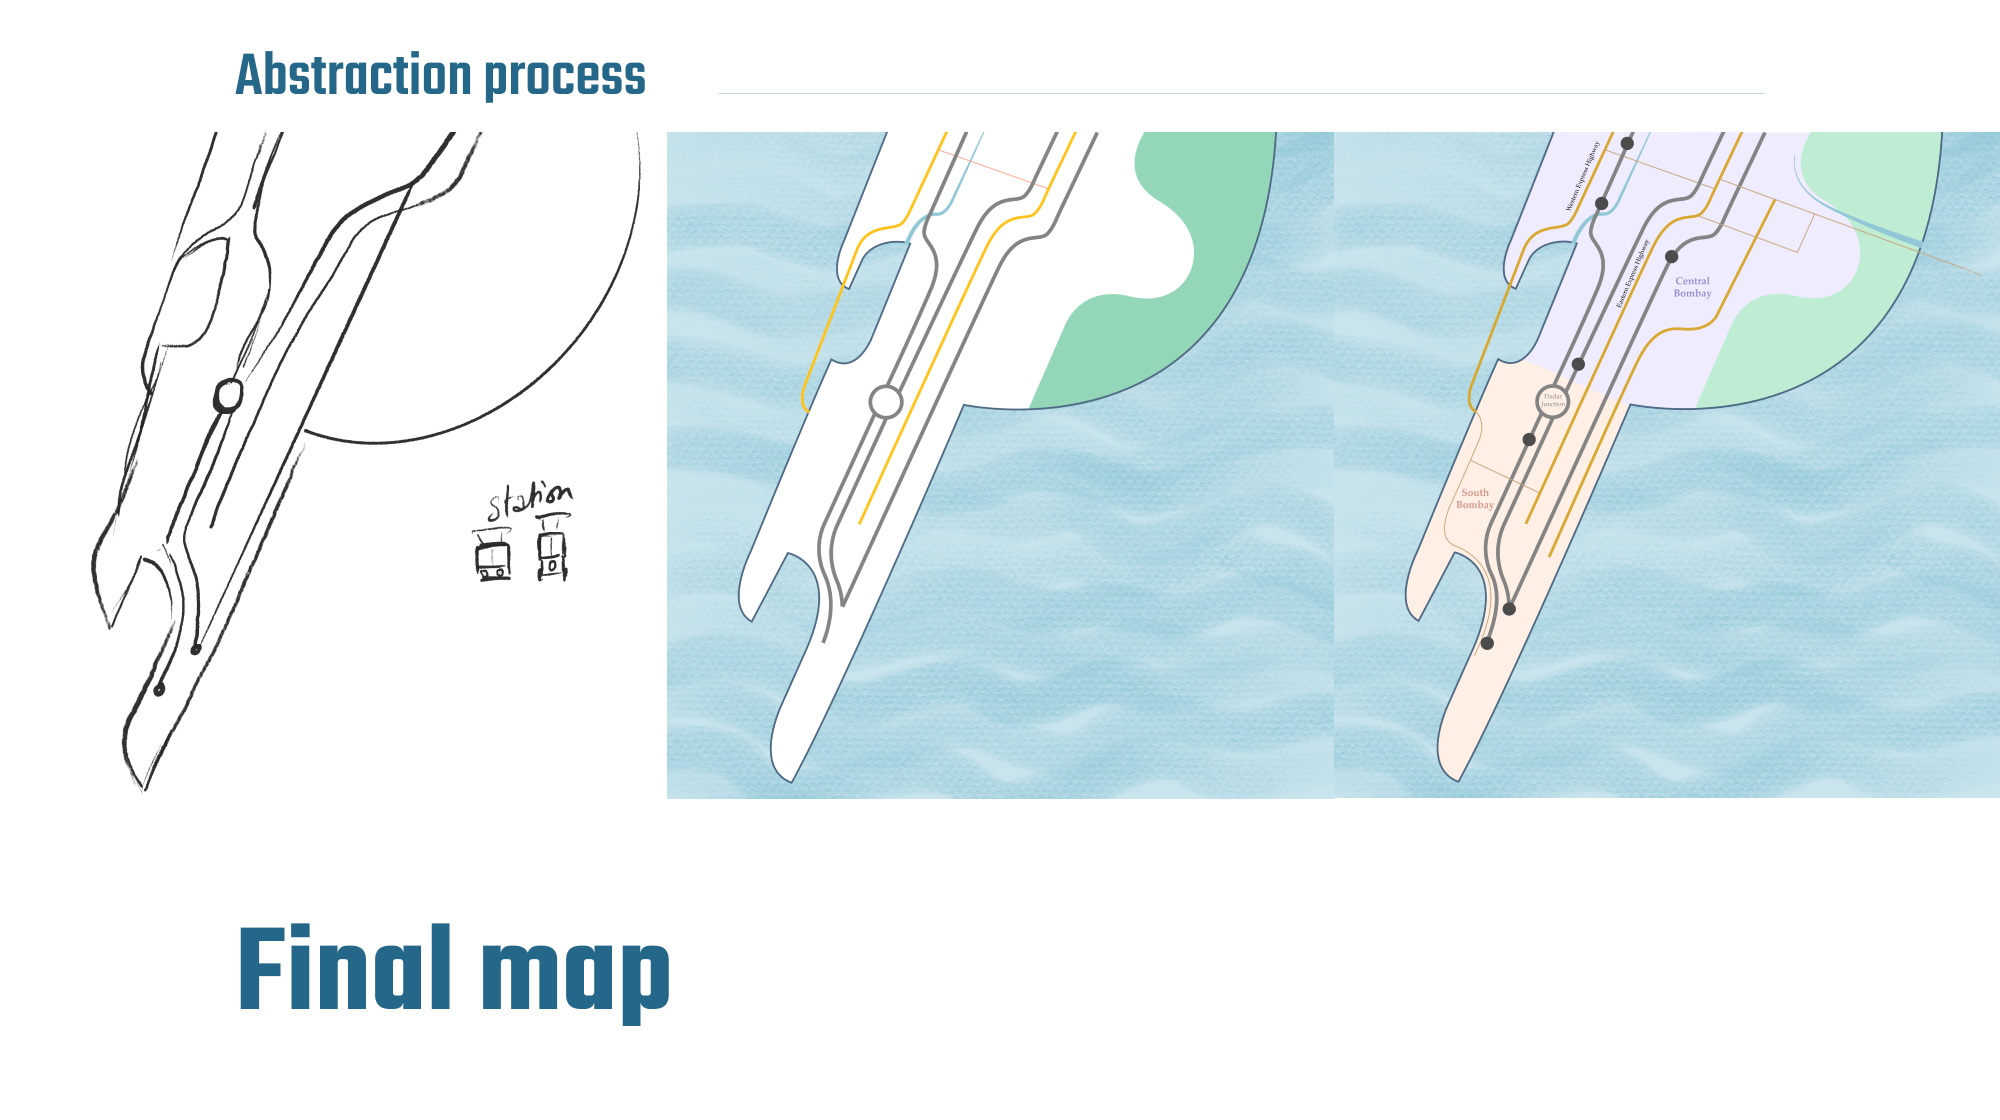 Abstraction process
station
Western Express Highway
Eastern Express Highway
Central
Bombay
Dadar
Junction
South
Bombay
Final map